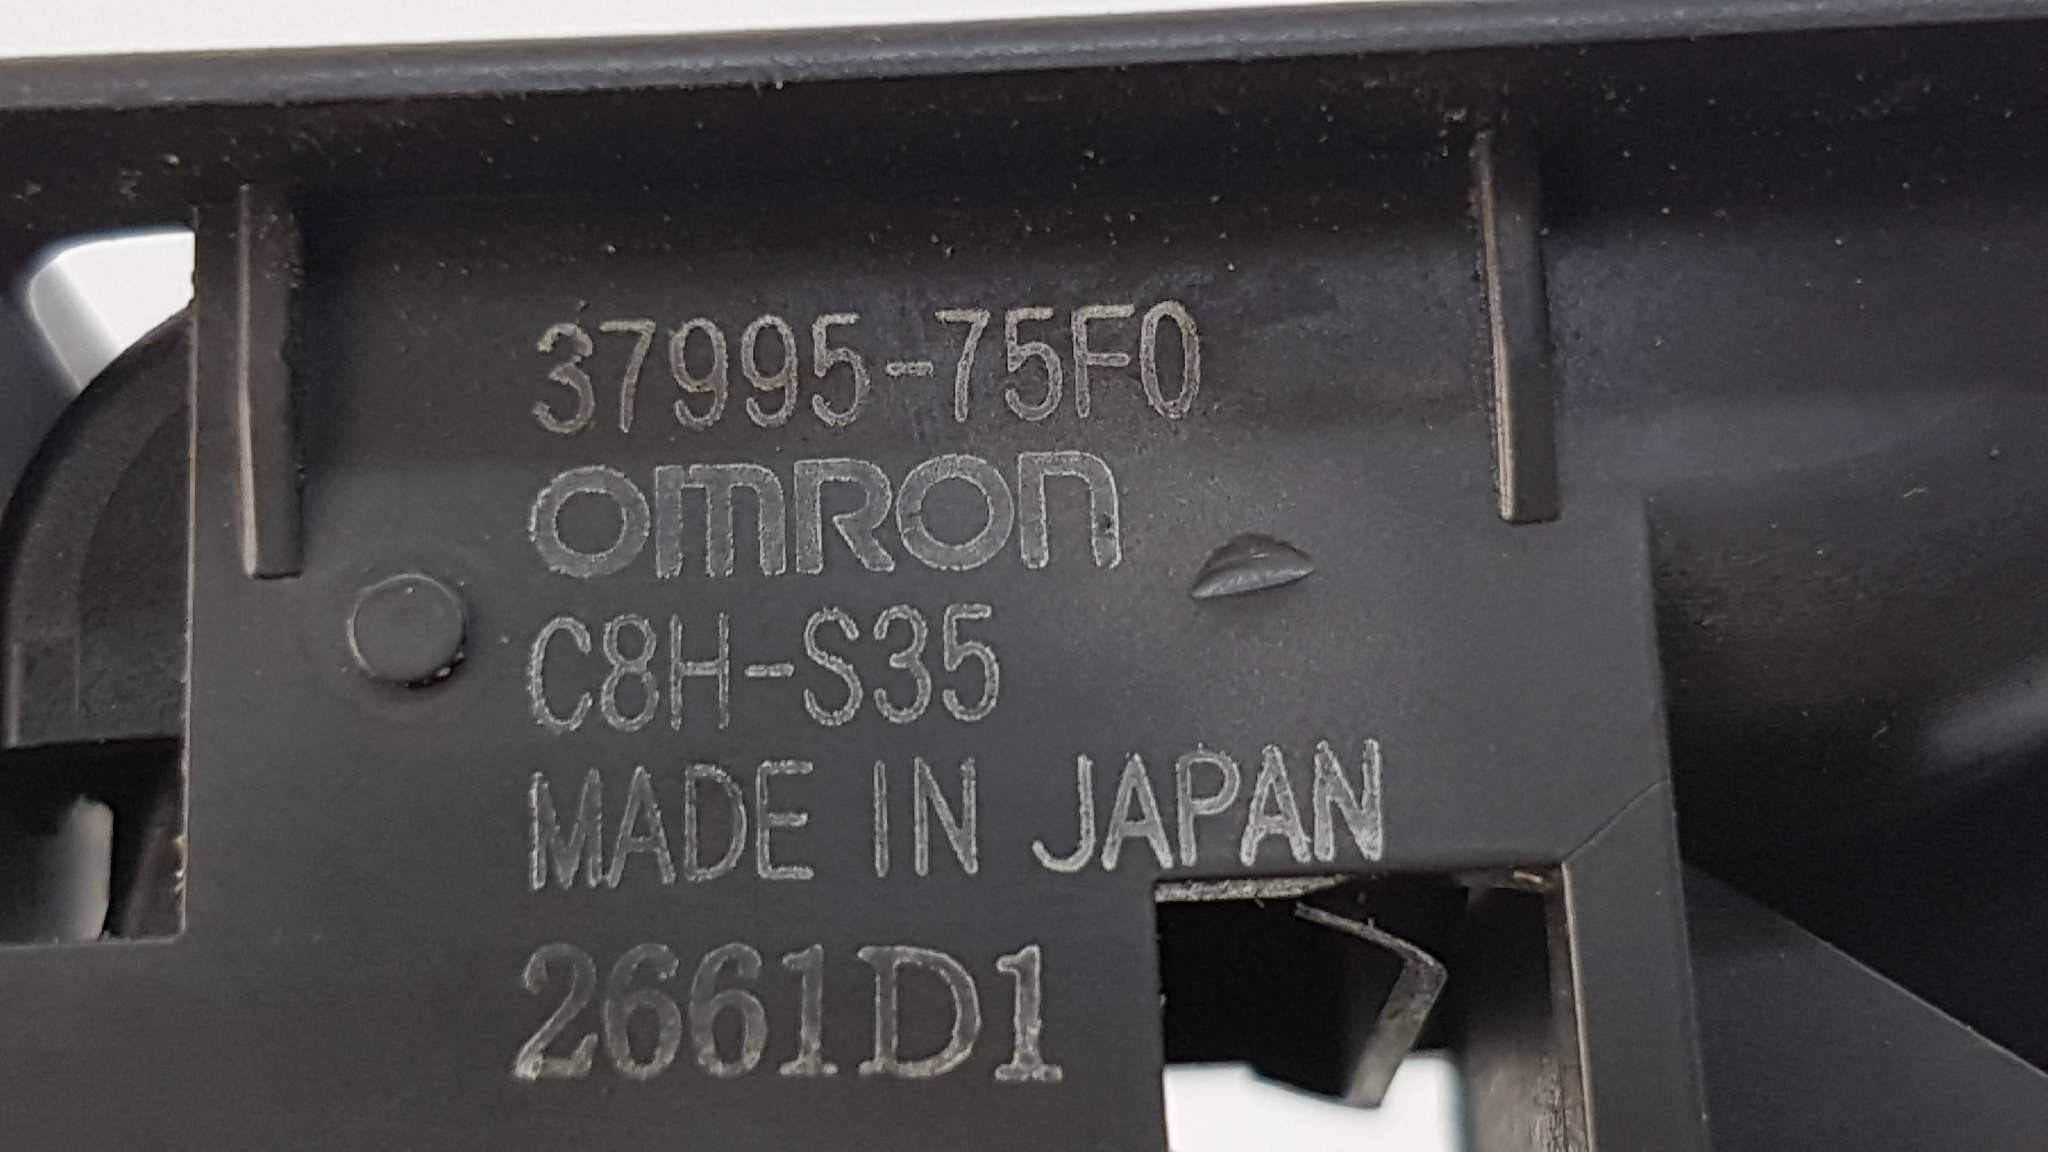 37995-75F0
omron
C8H-S35
MADE IN JAPAN
2661D1